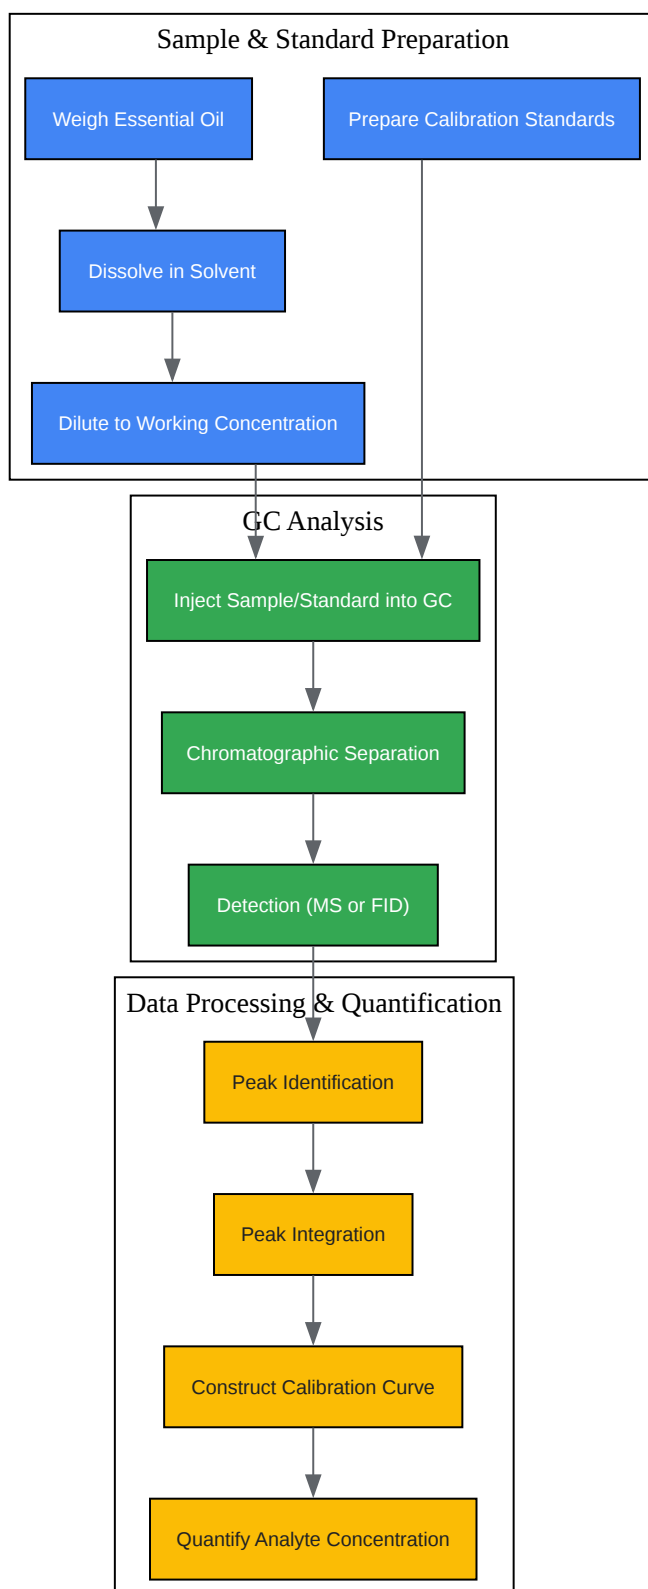 Sample & Standard Preparation
Weigh Essential Oil
Prepare Calibration Standards
Dissolve in Solvent
Dilute to Working Concentration
GC Analysis
Inject Sample/Standard into GC
Chromatographic Separation
Detection (MS or FID)
Data Processing & Quantification
Peak Identification
Peak Integration
Construct Calibration Curve
Quantify Analyte Concentration